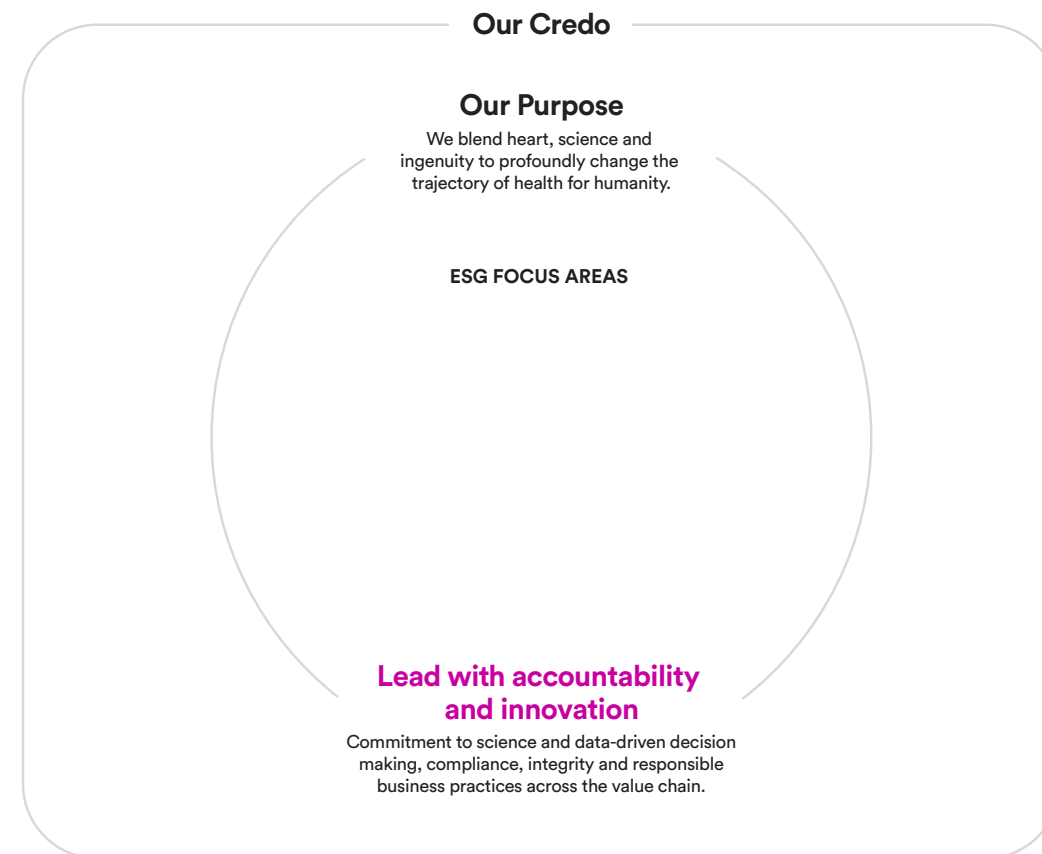 Our Credo
Our Purpose
We blend heart, science and
ingenuity to profoundly change the
trajectory of health for humanity.
ESG FOCUS AREAS
Lead with accountability
and innovation
Commitment to science and data-driven decision
making, compliance, integrity and responsible
business practices across the value chain.